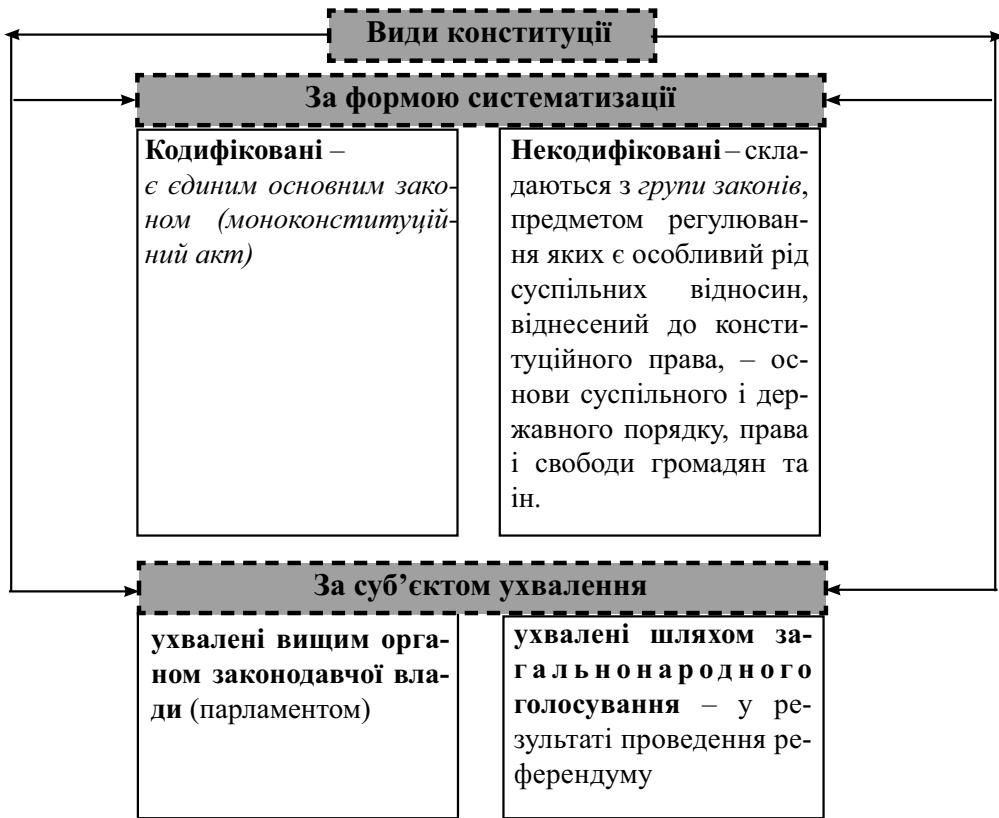 Види конституції
За формою систематизації
Кодифіковані –
є єдиним основним зако-
ном (моноконституцій-
ний акт)
Некодифіковані – скла-
даються з групи законів,
предметом регулюван-
ня яких є особливий рід
суспільних відносин,
віднесений до консти-
туційного права, – ос-
нови суспільного і дер-
жавного порядку, права
і свободи громадян та
ін.
За суб’єктом ухвалення
ухвалені вищим орга-
ном законодавчої вла-
ди (парламентом)
ухвалені шляхом за-
гальнонародного
голосування – у ре-
зультаті проведення ре-
ферендуму